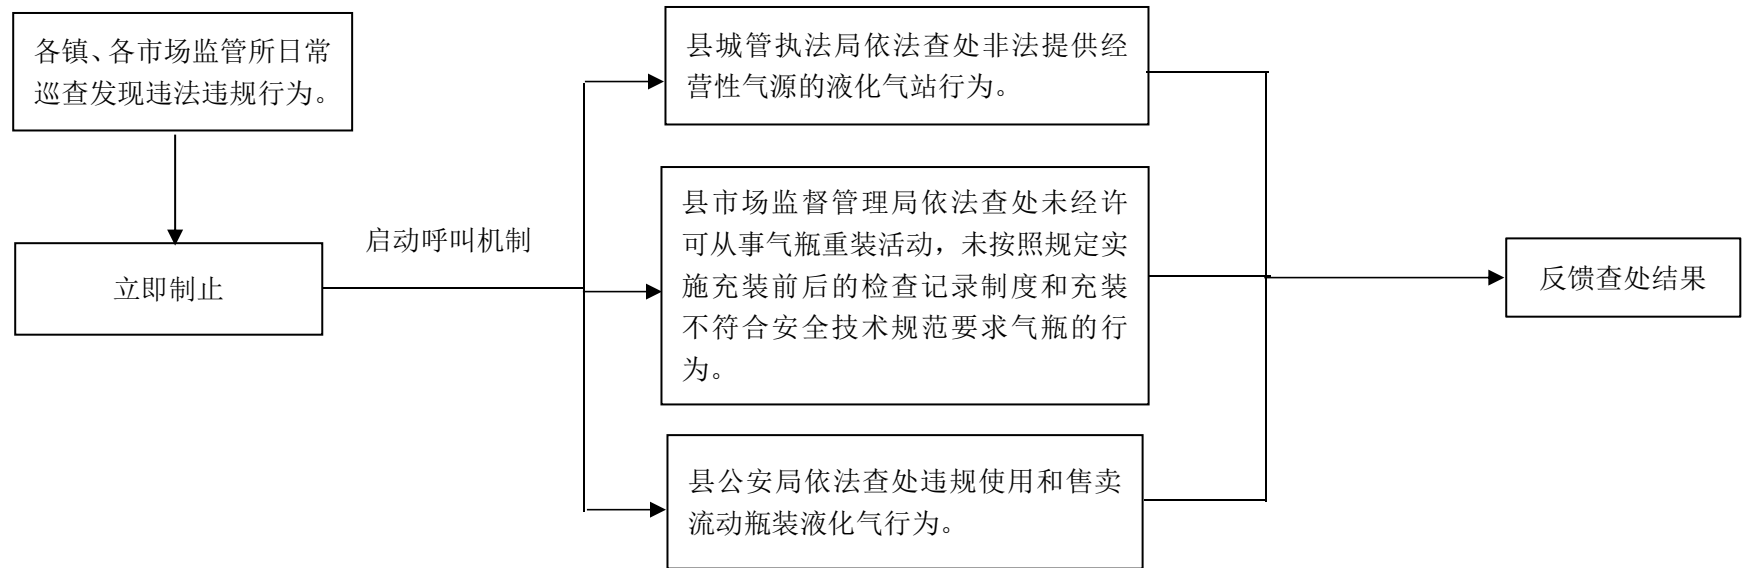 各镇、各市场监管所日常
巡查发现违法违规行为。
立即制止
启动呼叫机制
县城管执法局依法查处非法提供经
营性气源的液化气站行为。
县市场监督管理局依法查处未经许
可从事气瓶重装活动，未按照规定实
施充装前后的检查记录制度和充装
不符合安全技术规范要求气瓶的行
为。
县公安局依法查处违规使用和售卖
流动瓶装液化气行为。
反馈查处结果